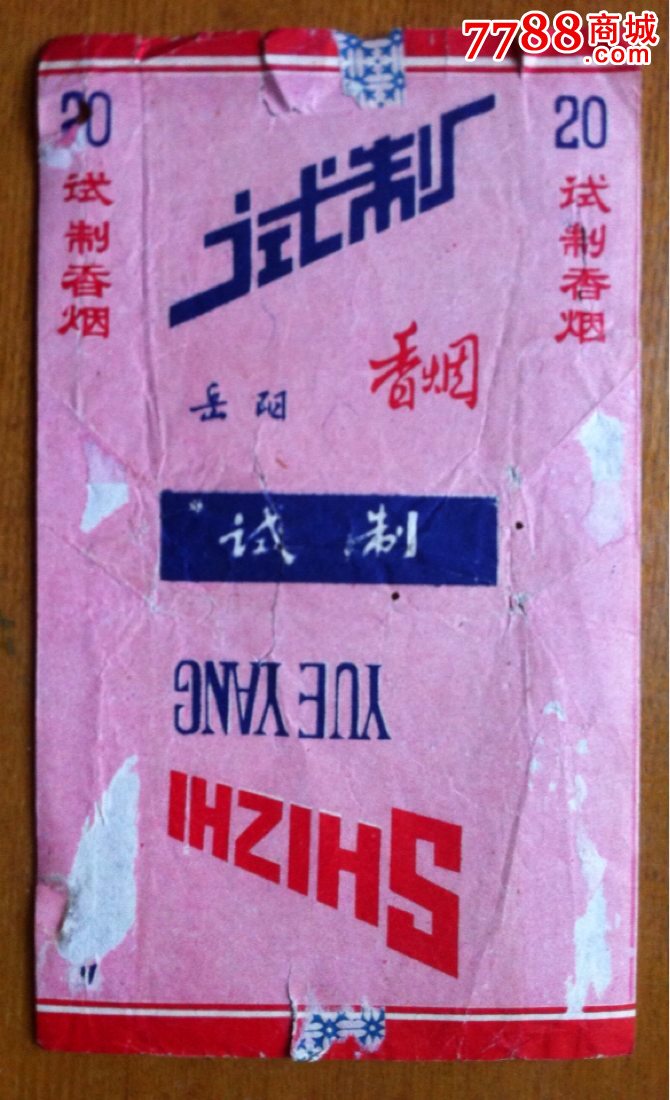 7788商城
.com
20
20
试制
试制香烟
试制香烟
香烟
岳阳
试制
YUE YANG
SHIZHI